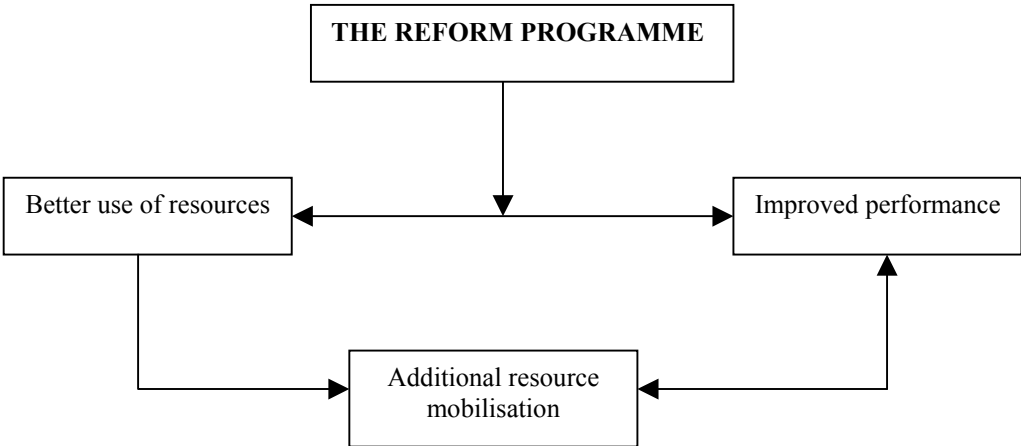 THE REFORM PROGRAMME
Better use of resources
Improved performance
Additional resource
mobilisation